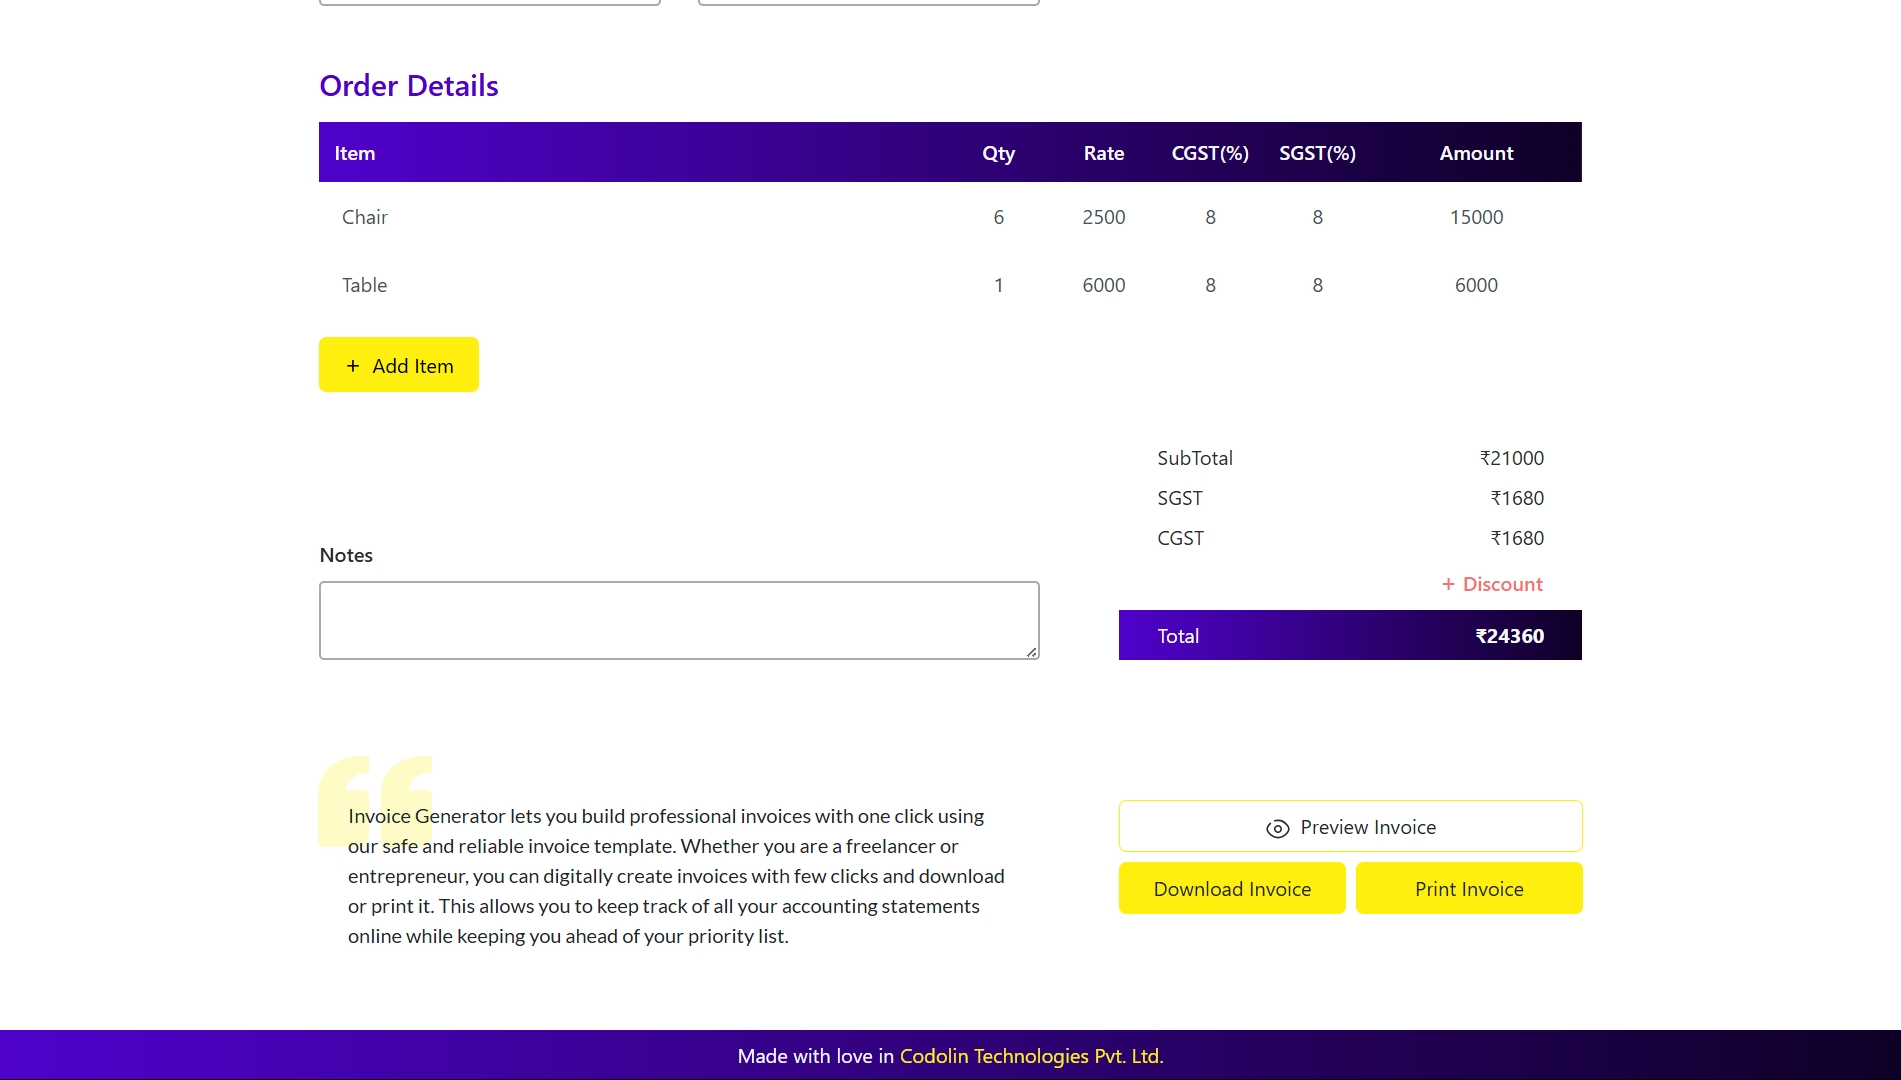 Order Details
Item Qty Rate CGST(%) SGST(%) Amount
Chair 6 2500 8 8 15000
Table 1 6000 8 8 6000
+ Add Item
SubTotal ₹21000
SGST ₹1680
CGST ₹1680
+ Discount
Total ₹24360
Notes
Invoice Generator lets you build professional invoices with one click using
our safe and reliable invoice template. Whether you are a freelancer or
entrepreneur, you can digitally create invoices with few clicks and download
or print it. This allows you to keep track of all your accounting statements
online while keeping you ahead of your priority list.
Preview Invoice
Download Invoice Print Invoice
Made with love in Codolin Technologies Pvt. Ltd.